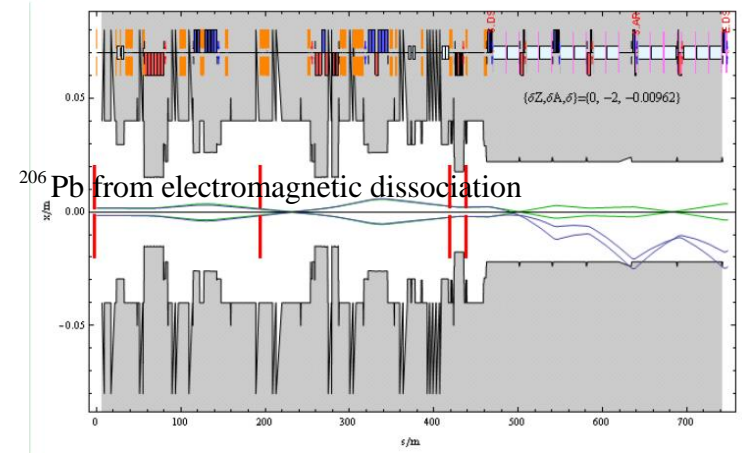 {δZ,δA,δ}={0, −2, −0.00962}
0.05
²⁰⁶Pb from electromagnetic dissociation
x/m
0.00
−0.05
0 100 200 300 400 500 600 700
s/m